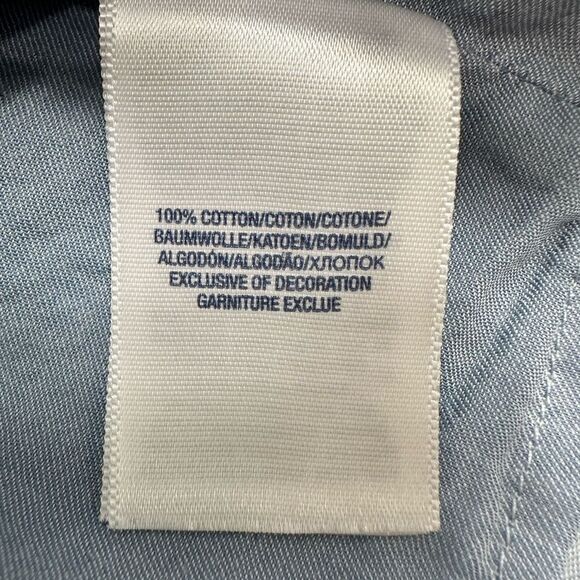 100% COTTON/COTON/COTONE/
BAUMWOLLE/KATOEN/BOMULD/
ALGODÓN/ALGODÃO/ХЛОПОК
EXCLUSIVE OF DECORATION
GARNITURE EXCLUE